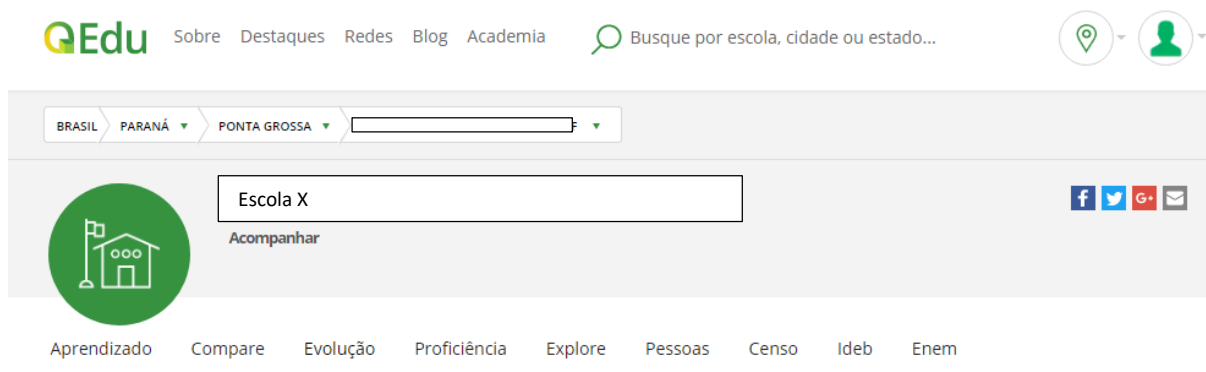 QEdu Sobre Destaques Redes Blog Academia Busque por escola, cidade ou estado...
BRASIL PARANÁ PONTA GROSSA
Escola X
Acompanhar
Aprendizado Compare Evolução Proficiência Explore Pessoas Censo Ideb Enem